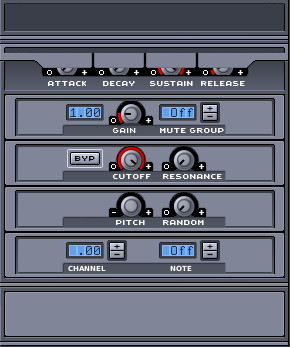 ATTACK DECAY SUSTAIN RELEASE
1.00 Off
GAIN MUTE GROUP
BYP
CUTOFF RESONANCE
PITCH RANDOM
.00 Off
CHANNEL NOTE